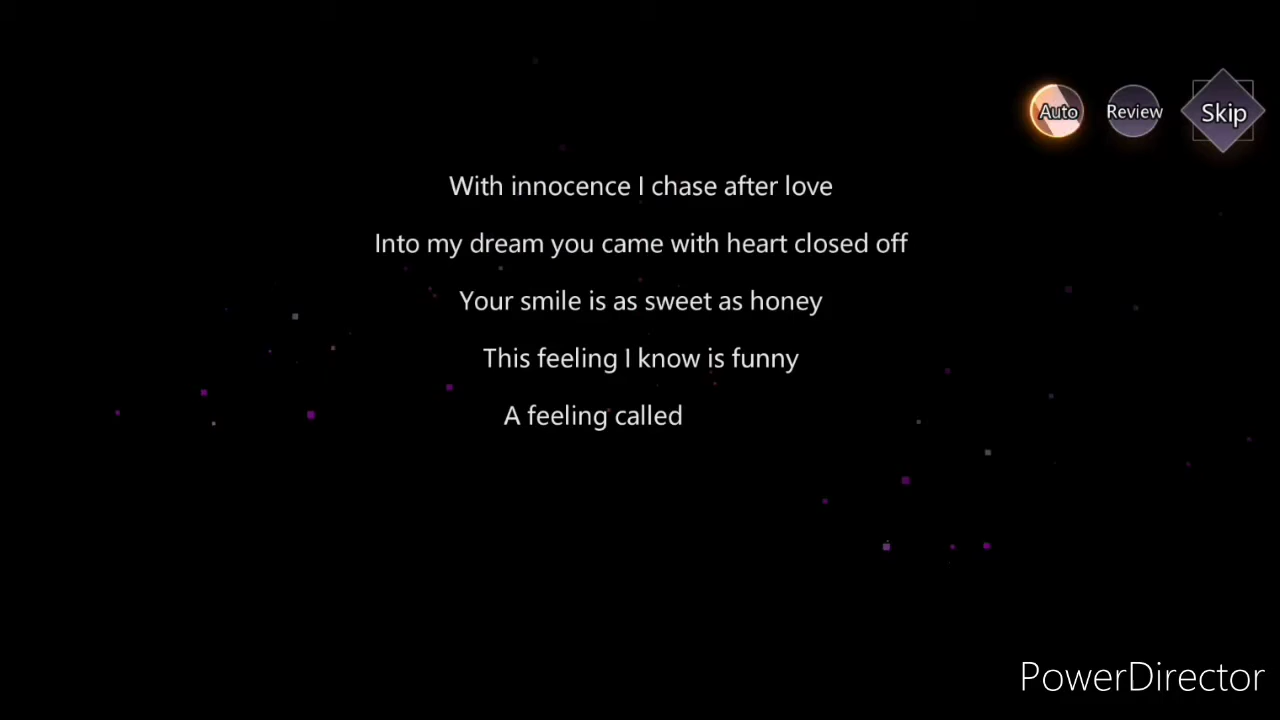 Auto Review Skip
With innocence I chase after love
Into my dream you came with heart closed off
Your smile is as sweet as honey
This feeling I know is funny
A feeling called
PowerDirector